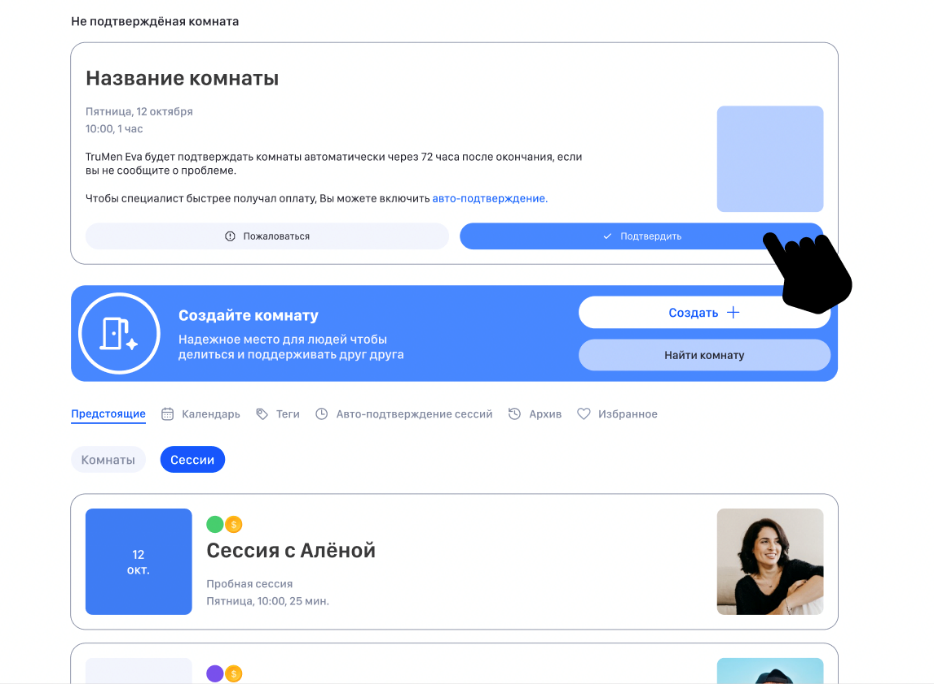 Не подтверждёная комната
Название комнаты
Пятница, 12 октября
10:00, 1 час
TruMen Eva будет подтверждать комнаты автоматически через 72 часа после окончания, если
вы не сообщите о проблеме.
Чтобы специалист быстрее получал оплату, Вы можете включить авто-подтверждение.
Пожаловаться
Подтвердить
Создайте комнату
Надежное место для людей чтобы
делиться и поддерживать друг друга
Создать
Найти комнату
Предстоящие Календарь Теги Авто-подтверждение сессий Архив Избранное
Комнаты Сессии
12
окт.
$
Сессия с Алёной
Пробная сессия
Пятница, 10:00, 25 мин.
$